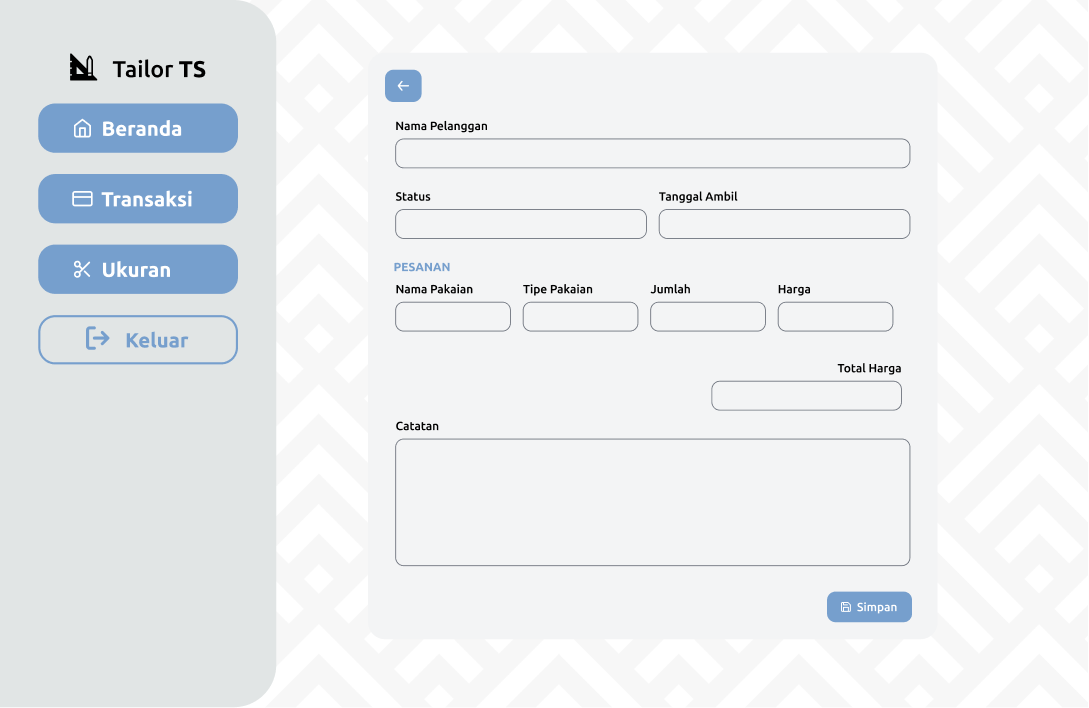 Tailor TS
Beranda
Transaksi
Ukuran
Keluar
Nama Pelanggan
Status Tanggal Ambil
PESANAN
Nama Pakaian Tipe Pakaian Jumlah Harga
Total Harga
Catatan
Simpan